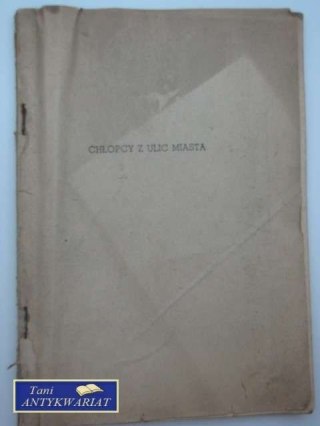 CHŁOPCY Z ULIC MIASTA
Tani
ANTYKWARIAT